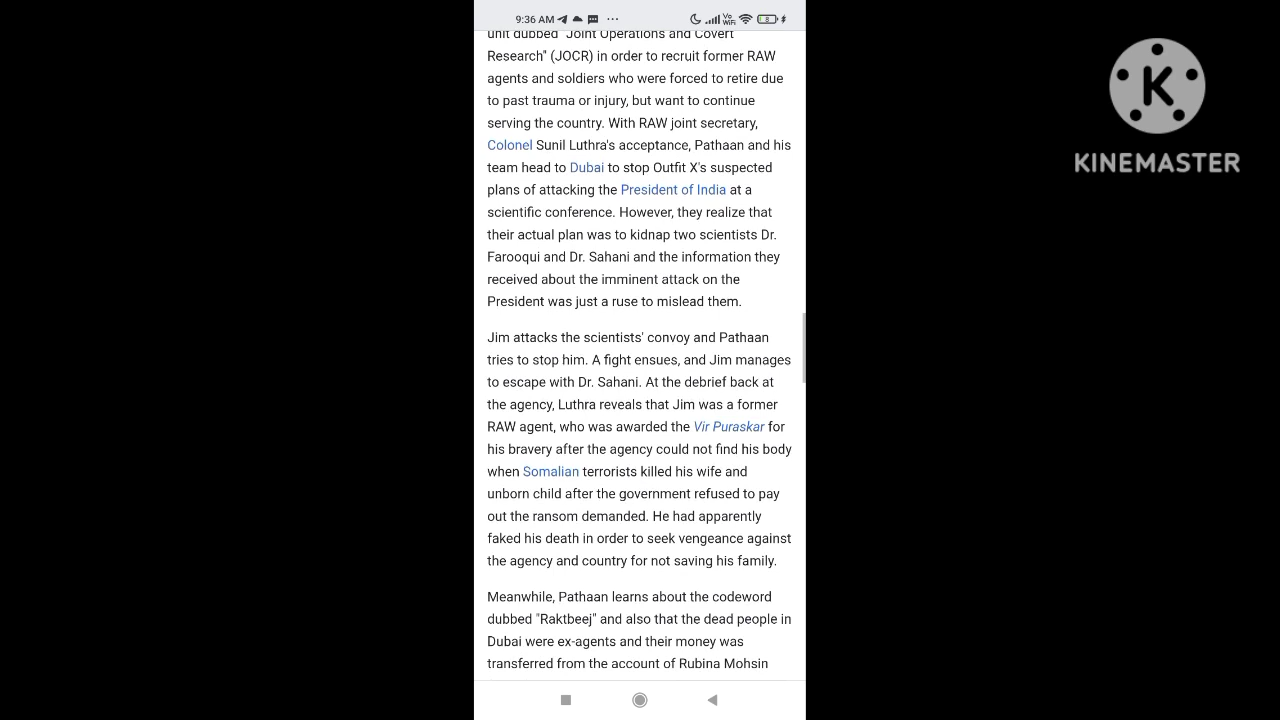 9:36 AM
Vo
WiFi
8
unit dubbed "Joint Operations and Covert
Research" (JOCR) in order to recruit former RAW
agents and soldiers who were forced to retire due
to past trauma or injury, but want to continue
serving the country. With RAW joint secretary,
Colonel Sunil Luthra's acceptance, Pathaan and his
team head to Dubai to stop Outfit X's suspected
plans of attacking the President of India at a
scientific conference. However, they realize that
their actual plan was to kidnap two scientists Dr.
Farooqui and Dr. Sahani and the information they
received about the imminent attack on the
President was just a ruse to mislead them.
Jim attacks the scientists' convoy and Pathaan
tries to stop him. A fight ensues, and Jim manages
to escape with Dr. Sahani. At the debrief back at
the agency, Luthra reveals that Jim was a former
RAW agent, who was awarded the Vir Puraskar for
his bravery after the agency could not find his body
when Somalian terrorists killed his wife and
unborn child after the government refused to pay
out the ransom demanded. He had apparently
faked his death in order to seek vengeance against
the agency and country for not saving his family.
Meanwhile, Pathaan learns about the codeword
dubbed "Raktbeej" and also that the dead people in
Dubai were ex-agents and their money was
transferred from the account of Rubina Mohsin
K
KINEMASTER